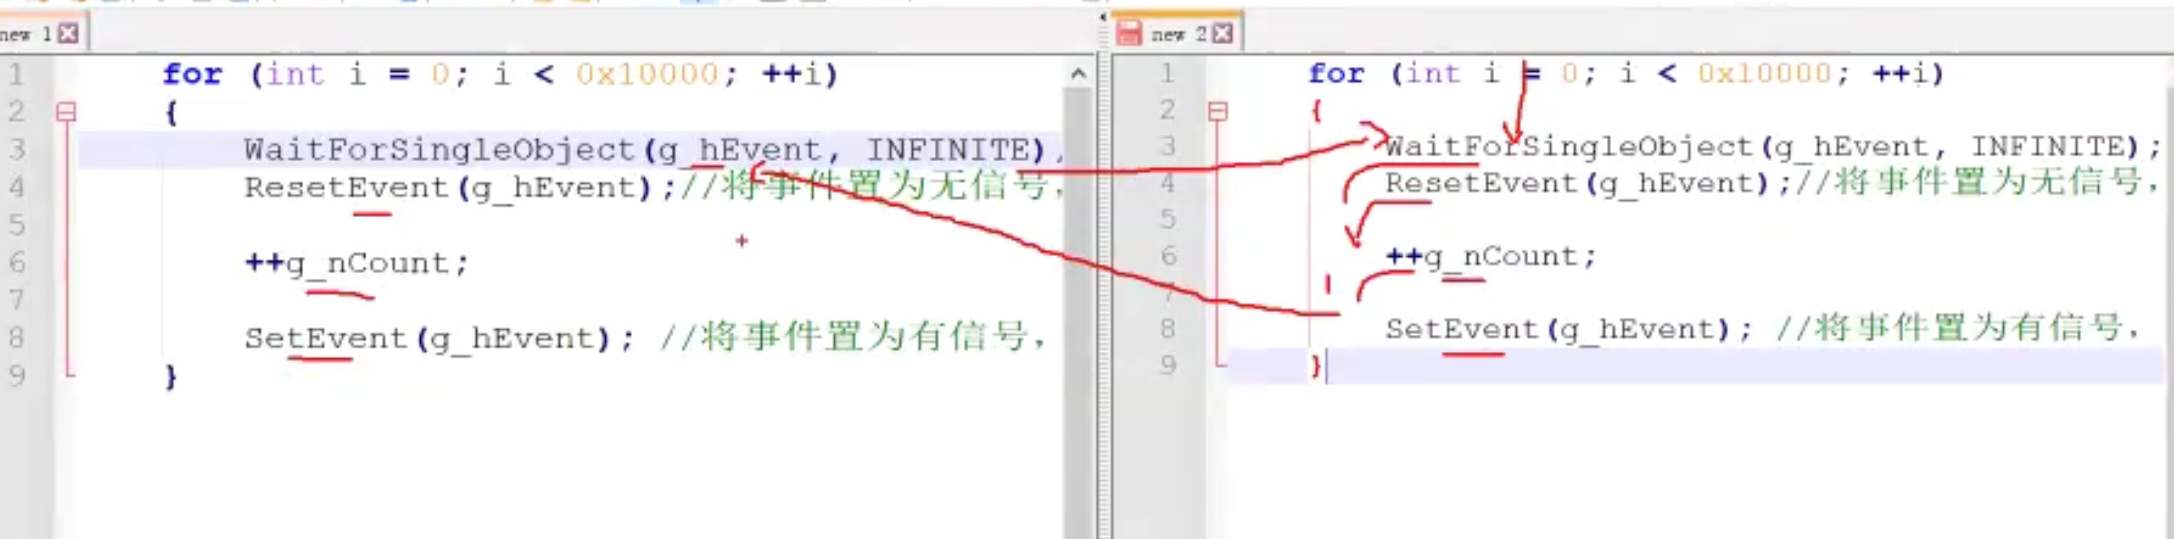 new 1
1 for (int i = 0; i < 0x10000; ++i)
2 {
3 WaitForSingleObject(g_hEvent, INFINITE)
4 ResetEvent(g_hEvent);//将事件置为无信号,
5
6 ++g_nCount;
7
8 SetEvent(g_hEvent); //将事件置为有信号,
9 }
new 2
1 for (int i = 0; i < 0x10000; ++i)
2 {
3 WaitForSingleObject(g_hEvent, INFINITE);
4 ResetEvent(g_hEvent);//将事件置为无信号,
5
6 ++g_nCount;
7
8 SetEvent(g_hEvent); //将事件置为有信号,
9 }